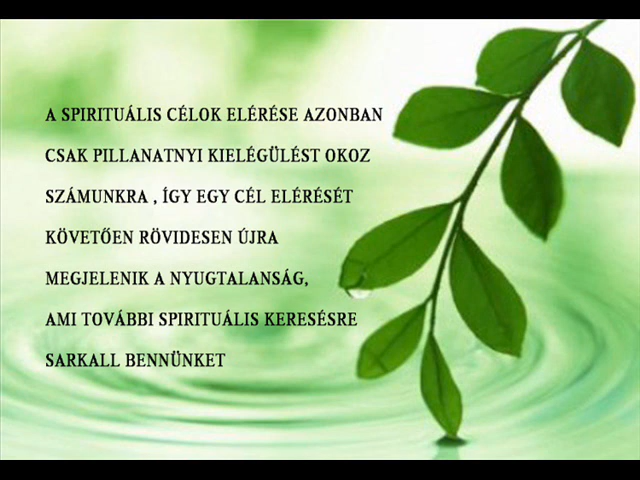 A SPIRITUÁLIS CÉLOK ELÉRÉSE AZONBAN
CSAK PILLANATNYI KIELÉGÜLÉST OKOZ
SZÁMUNKRA , ÍGY EGY CÉL ELÉRÉSÉT
KÖVETŐEN RÖVIDESEN ÚJRA
MEGJELENIK A NYUGTALANSÁG,
AMI TOVÁBBI SPIRITUÁLIS KERESÉSRE
SARKALL BENNÜNKET